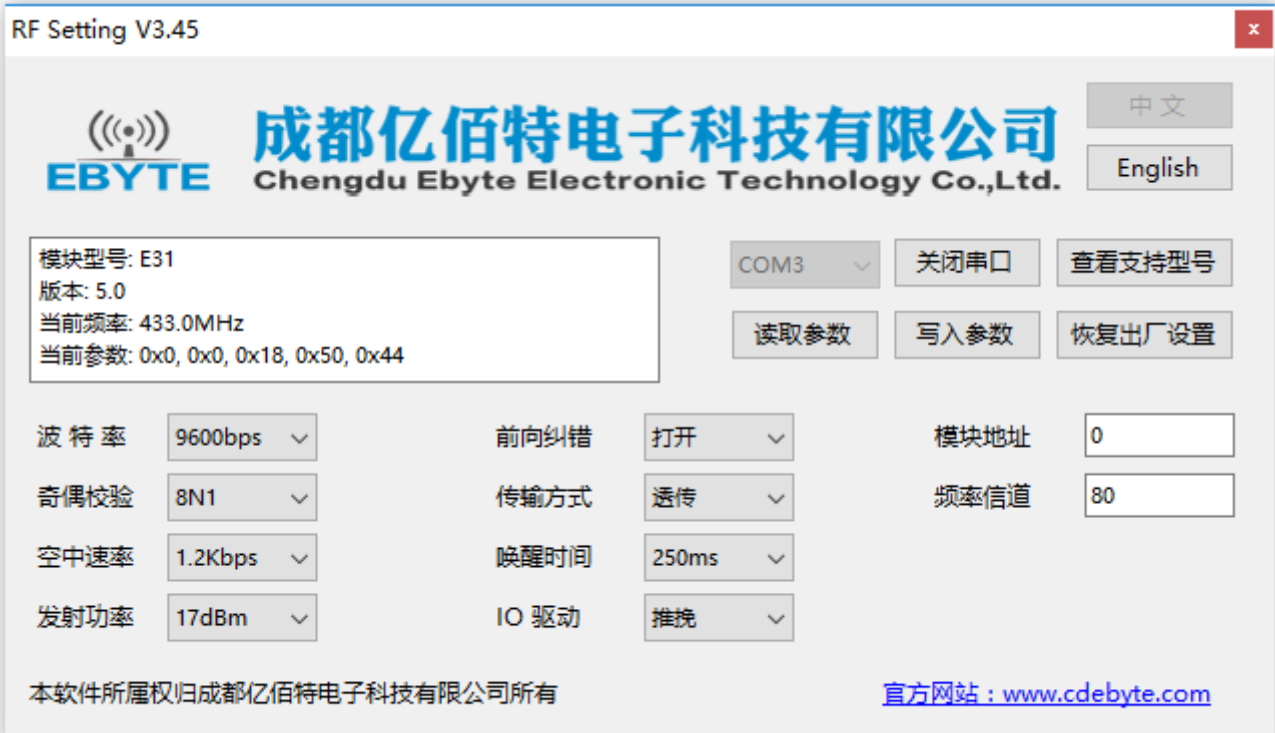 RF Setting V3.45
x
EBYTE
成都亿佰特电子科技有限公司
Chengdu Ebyte Electronic Technology Co.,Ltd.
中 文
English
模块型号: E31
版本: 5.0
当前频率: 433.0MHz
当前参数: 0x0, 0x0, 0x18, 0x50, 0x44
COM3 关闭串口 查看支持型号
读取参数 写入参数 恢复出厂设置
波 特 率 9600bps 前向纠错 打开 模块地址 0
奇偶校验 8N1 传输方式 透传 频率信道 80
空中速率 1.2Kbps 唤醒时间 250ms
发射功率 17dBm IO 驱动 推挽
本软件所属权归成都亿佰特电子科技有限公司所有 官方网站：www.cdebyte.com